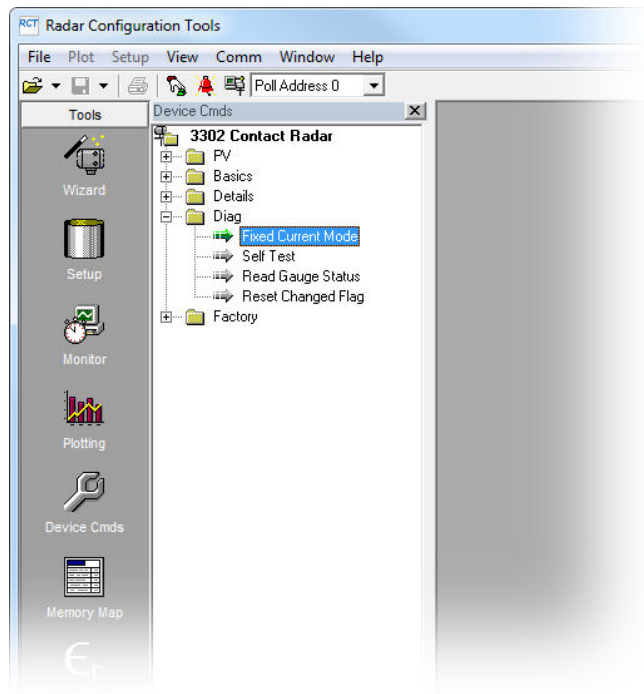 RCT Radar Configuration Tools
File Plot Setup View Comm Window Help
Poll Address 0
Tools
Device Cmds
3302 Contact Radar
PV
Basics
Details
Diag
Fixed Current Mode
Self Test
Read Gauge Status
Reset Changed Flag
Factory
Wizard
Setup
Monitor
Plotting
Device Cmds
Memory Map
Єr